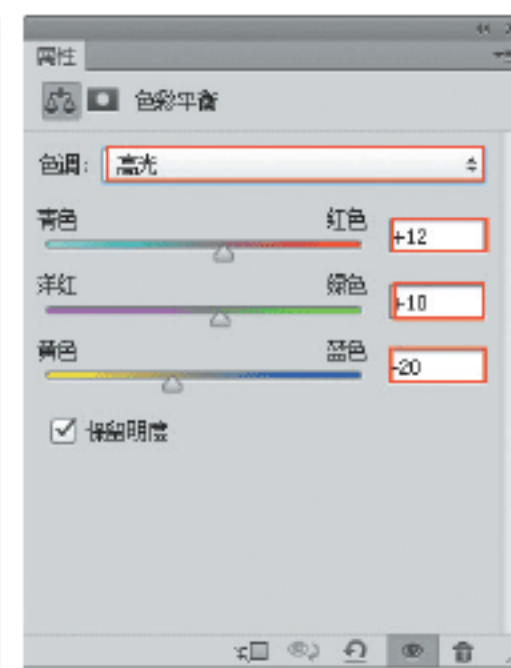 属性
色彩平衡
色调: 高光
青色 红色 +12
洋红 绿色 +10
黄色 蓝色 -20
保留明度